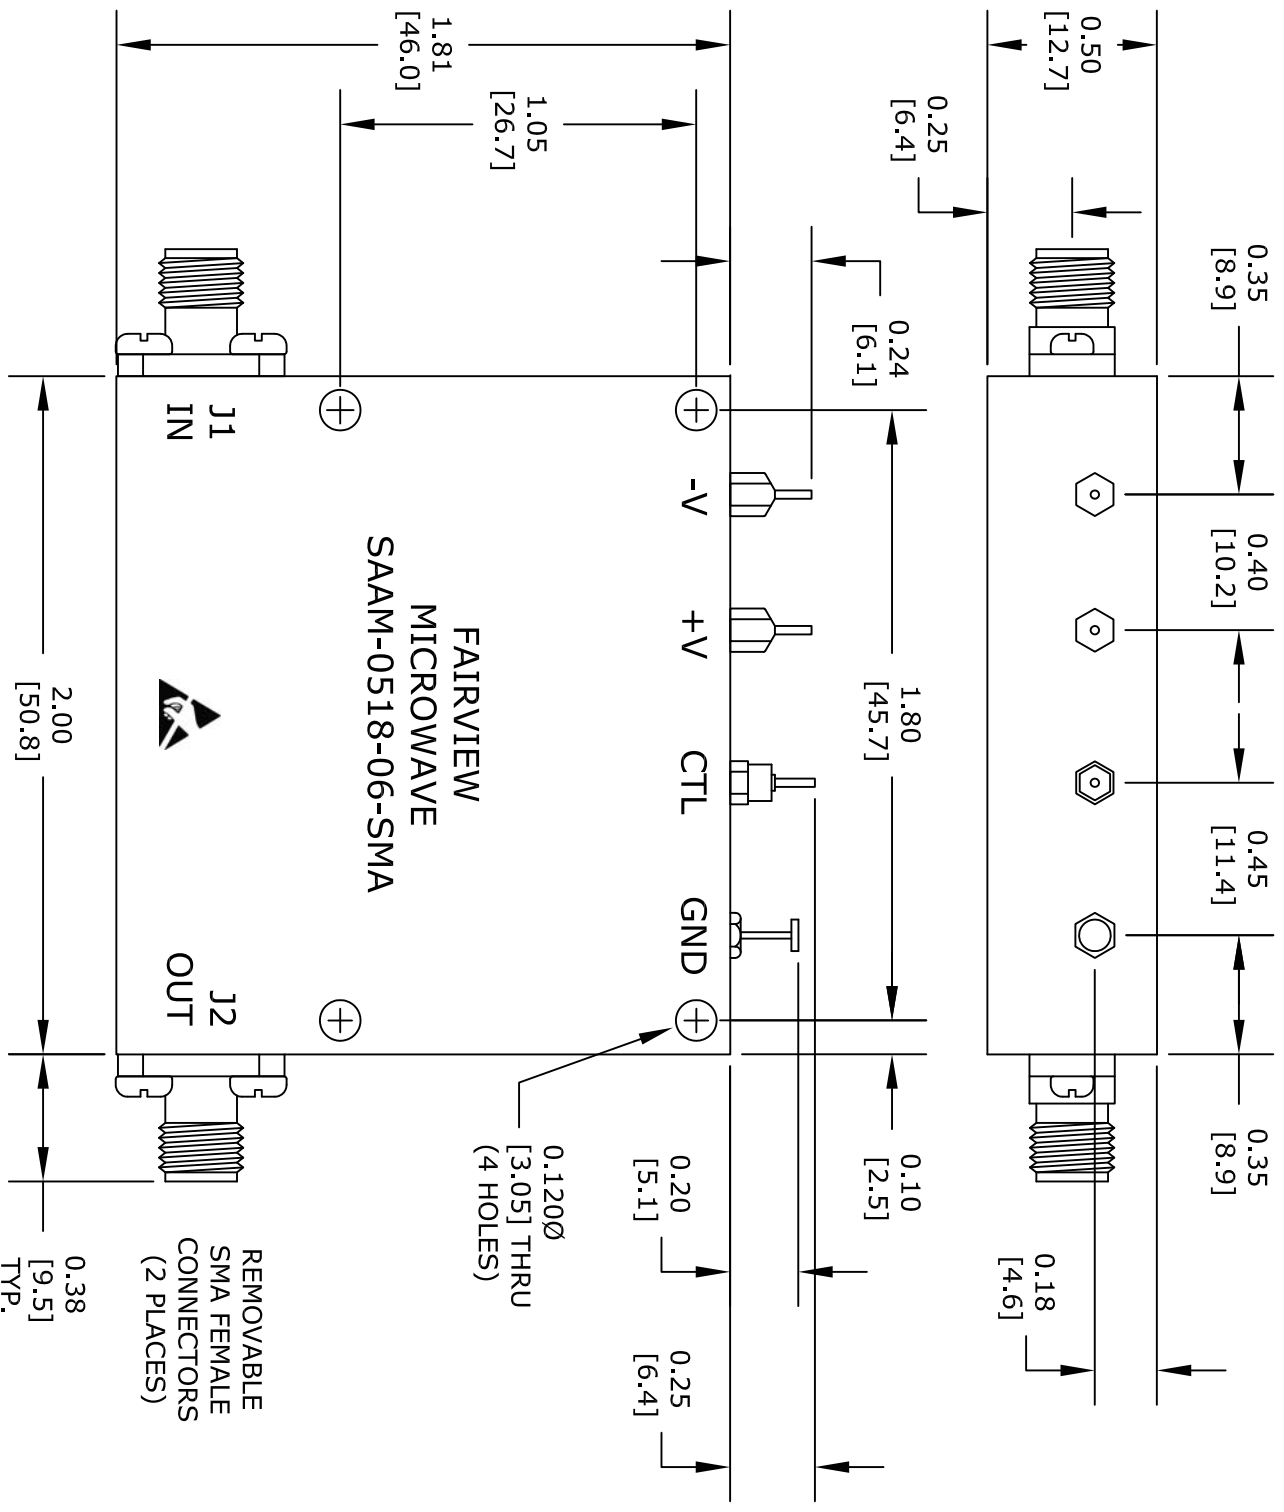 0.35
[8.9]
0.40
[10.2]
0.45
[11.4]
0.35
[8.9]
0.50
[12.7]
0.25
[6.4]
0.18
[4.6]
0.24
[6.1]
1.80
[45.7]
0.10
[2.5]
0.20
[5.1]
0.25
[6.4]
-V
+V
CTL
GND
1.81
[46.0]
1.05
[26.7]
0.120Ø
[3.05] THRU
(4 HOLES)
FAIRVIEW
MICROWAVE
SAAM-0518-06-SMA
J1
IN
J2
OUT
REMOVABLE
SMA FEMALE
CONNECTORS
(2 PLACES)
2.00
[50.8]
0.38
[9.5]
TYP.